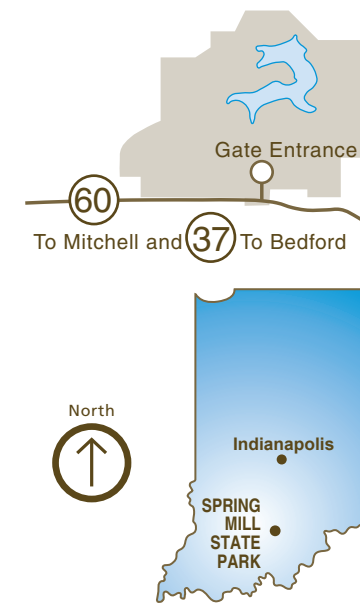 Gate Entrance
60
To Mitchell and 37 To Bedford
North
Indianapolis
SPRING
MILL
STATE
PARK